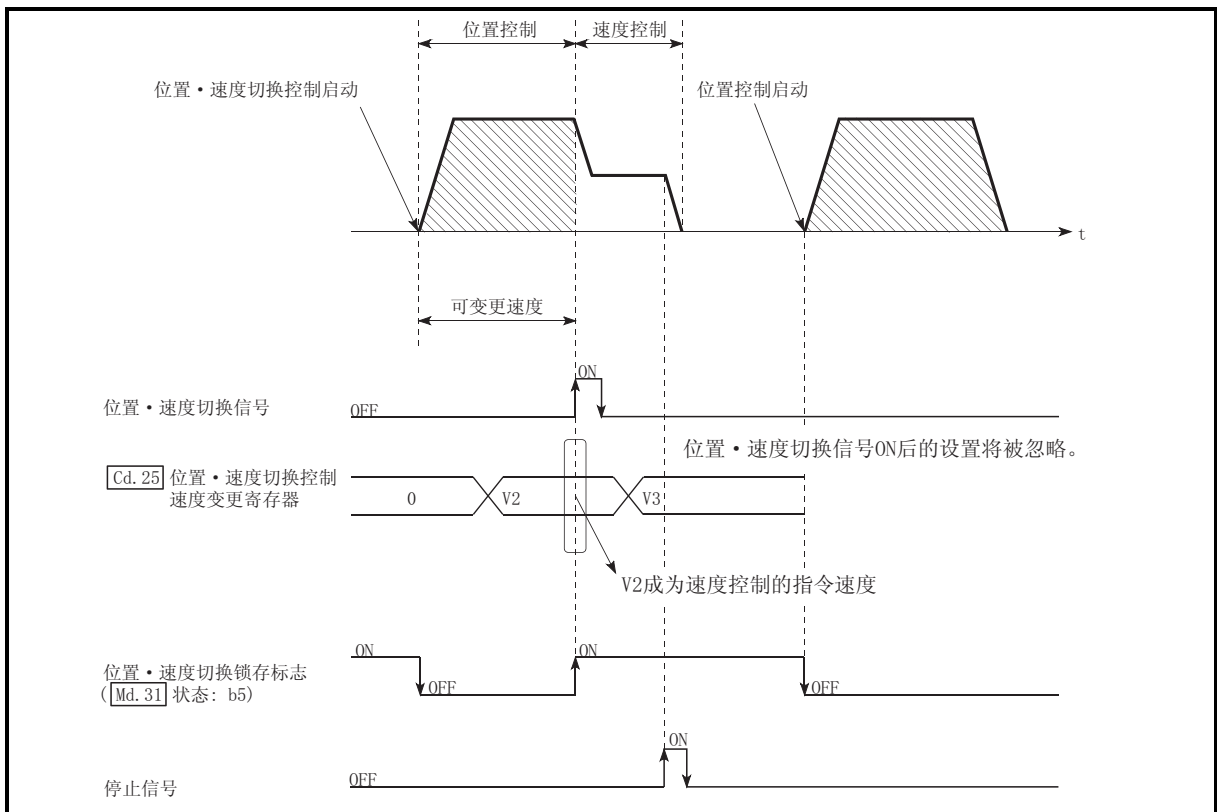 位置控制 速度控制
位置•速度切换控制启动
位置控制启动
t
可变更速度
ON
位置•速度切换信号
OFF
位置•速度切换信号ON后的设置将被忽略。
Cd.25 位置•速度切换控制
速度变更寄存器
0 V2 V3
V2成为速度控制的指令速度
ON ON
位置•速度切换锁存标志
(Md.31 状态: b5)
OFF OFF
ON
停止信号
OFF